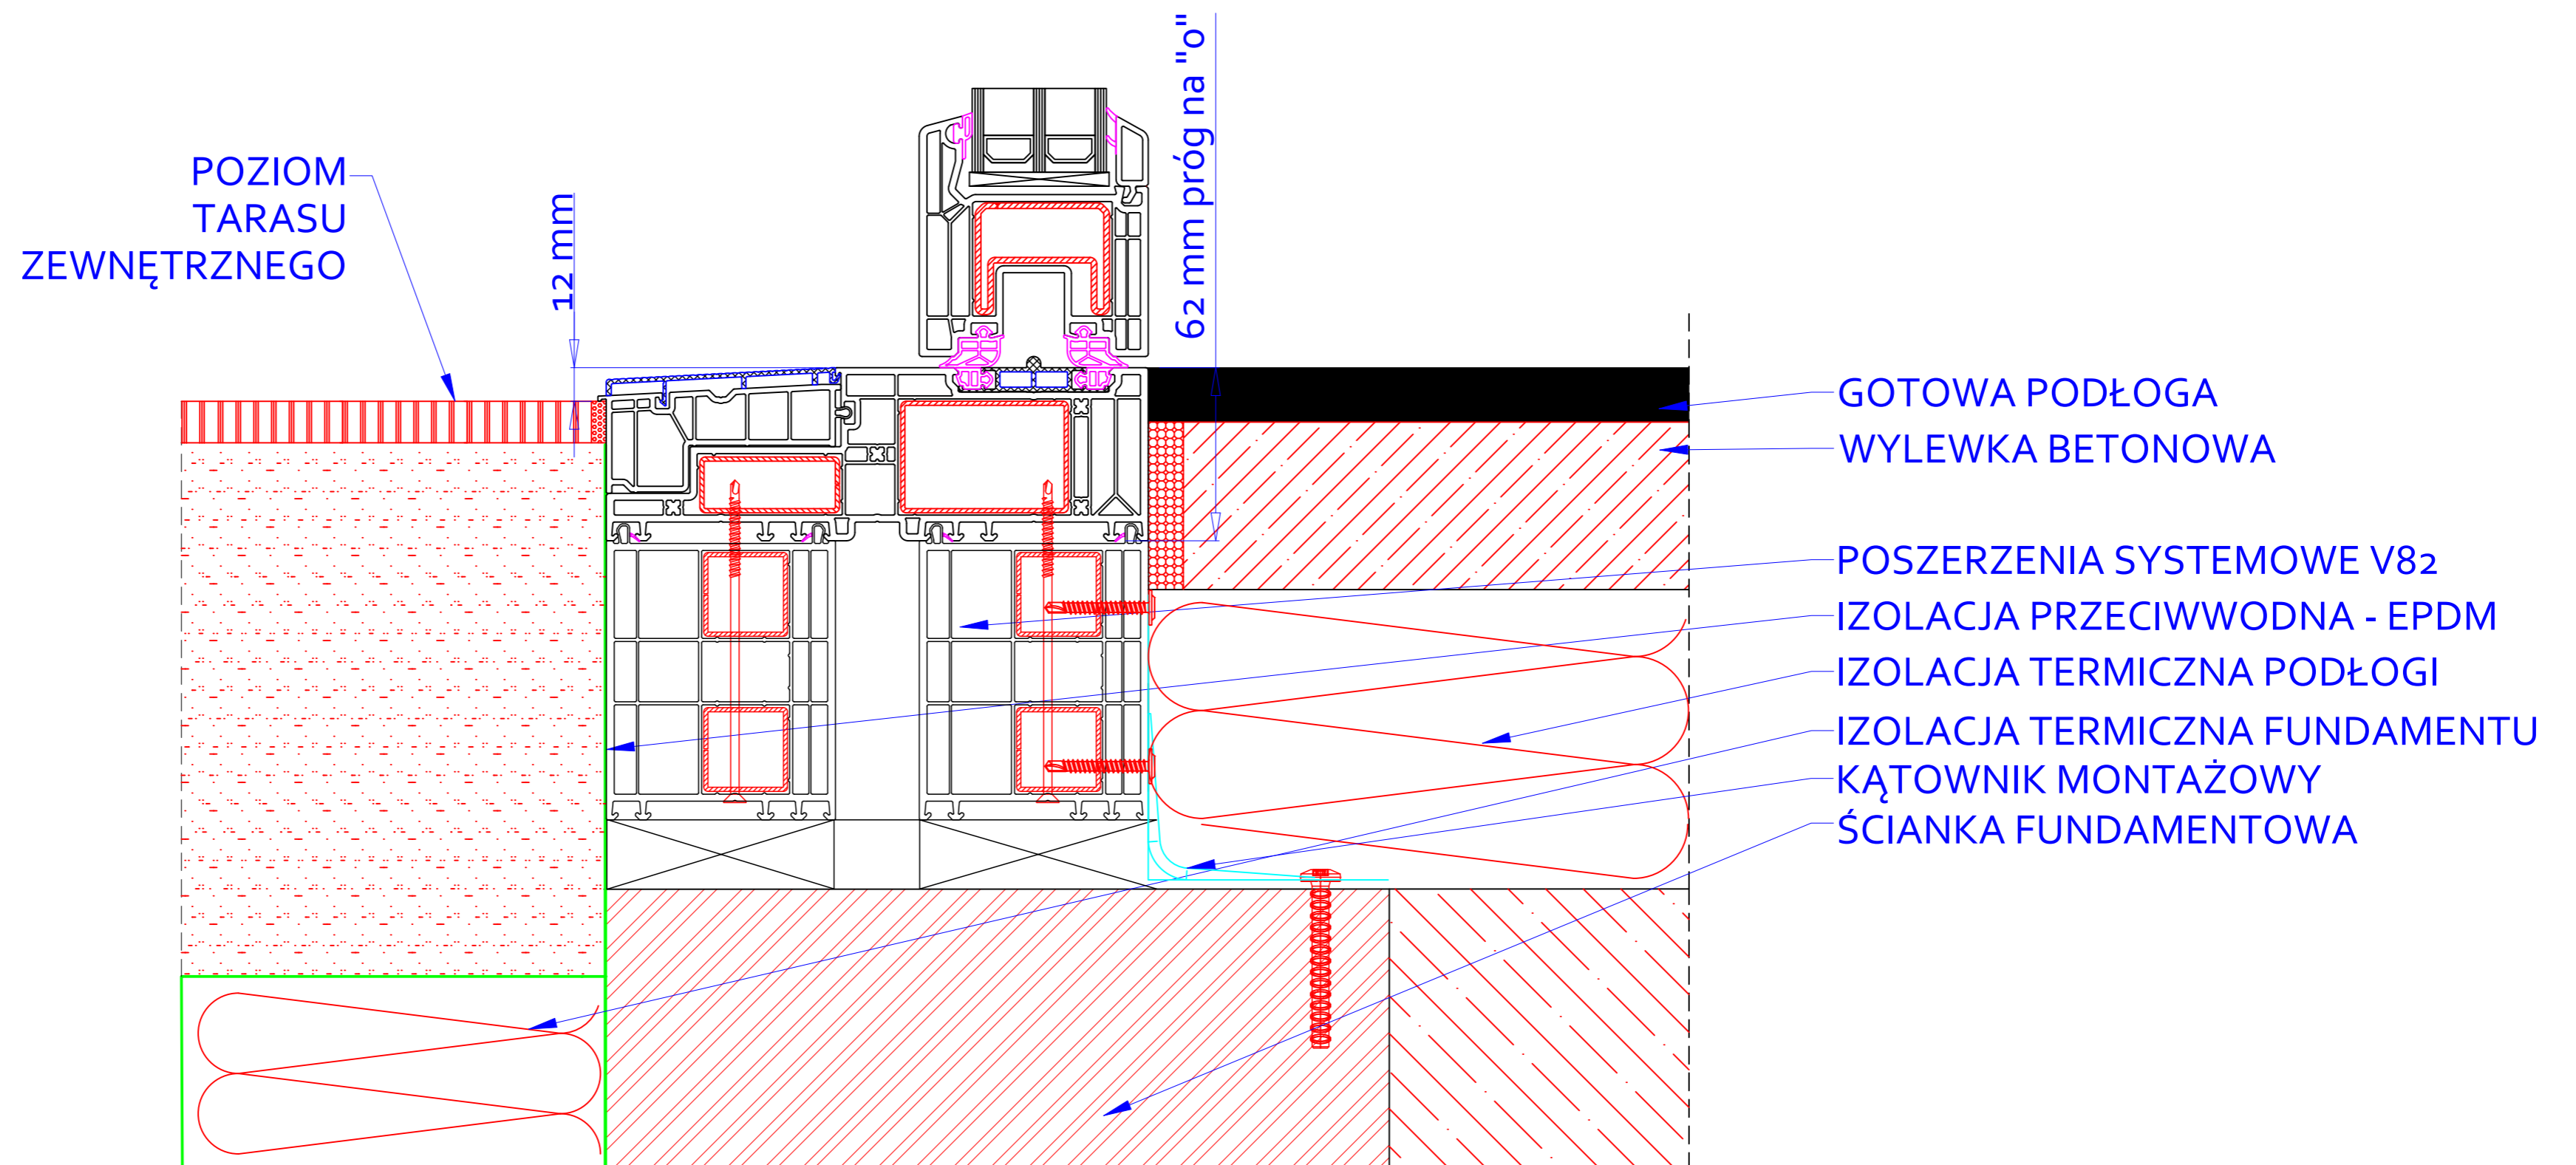 POZIOM
TARASU
ZEWNĘTRZNEGO
12 mm
62 mm próg na "0"
GOTOWA PODŁOGA
WYLEWKA BETONOWA
POSZERZENIA SYSTEMOWE V82
IZOLACJA PRZECIWWODNA - EPDM
IZOLACJA TERMICZNA PODŁOGI
IZOLACJA TERMICZNA FUNDAMENTU
KĄTOWNIK MONTAŻOWY
ŚCIANKA FUNDAMENTOWA